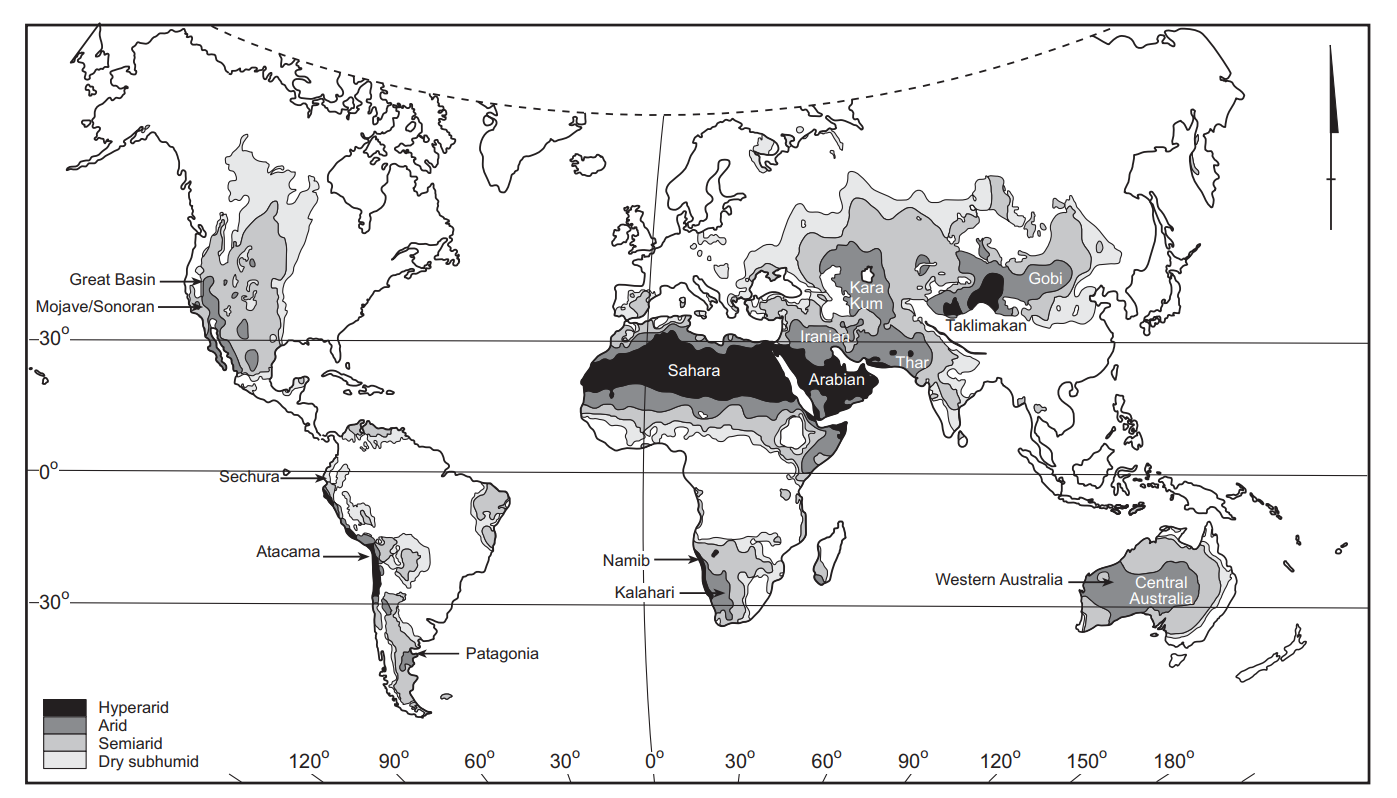 Great Basin
Mojave/Sonoran
Kara
Kum
Gobi
Taklimakan
30°
Iranian
Thar
Sahara
Arabian
0°
Sechura
Atacama
Namib
Kalahari
Western Australia
Central
Australia
30°
Patagonia
Hyperarid
Arid
Semiarid
Dry subhumid
120° 90° 60° 30° 0° 30° 60° 90° 120° 150° 180°